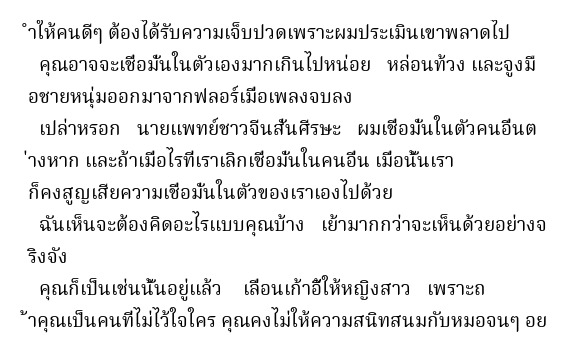 ำให้คนดีๆ ต้องได้รับความเจ็บปวดเพราะผมประเมินเขาพลาดไป
คุณอาจจะเชื่อมั่นในตัวเองมากเกินไปหน่อย หล่อนท้วง และจูงมื
อชายหนุ่มออกมาจากฟลอร์เมื่อเพลงจบลง
เปล่าหรอก นายแพทย์ชาวจีนสั่นศีรษะ ผมเชื่อมั่นในตัวคนอื่นต
่างหาก และถ้าเมื่อไรที่เราเลิกเชื่อมั่นในคนอื่น เมื่อนั้นเรา
ก็คงสูญเสียความเชื่อมั่นในตัวของเราเองไปด้วย
ฉันเห็นจะต้องคิดอะไรแบบคุณบ้าง เย้ามากกว่าจะเห็นด้วยอย่างจ
ริงจัง
คุณก็เป็นเช่นนั้นอยู่แล้ว เลื่อนเก้าอี้ให้หญิงสาว เพราะถ
้าคุณเป็นคนที่ไม่ไว้ใจใคร คุณคงไม่ให้ความสนิทสนมกับหมอจนๆ อย